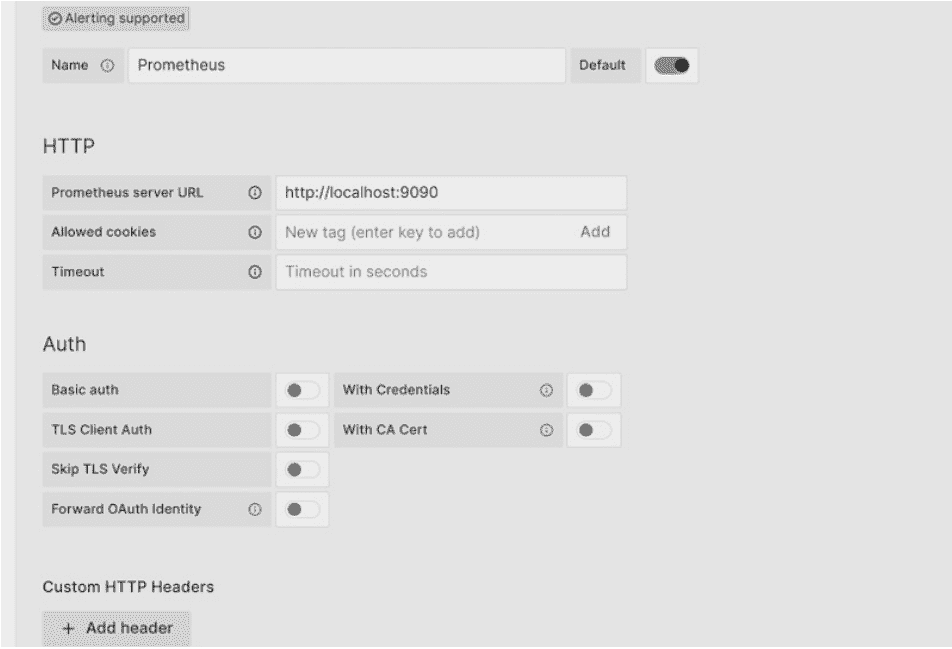 Alerting supported
Name Prometheus Default
HTTP
Prometheus server URL http://localhost:9090
Allowed cookies New tag (enter key to add) Add
Timeout Timeout in seconds
Auth
Basic auth With Credentials
TLS Client Auth With CA Cert
Skip TLS Verify
Forward OAuth Identity
Custom HTTP Headers
+ Add header